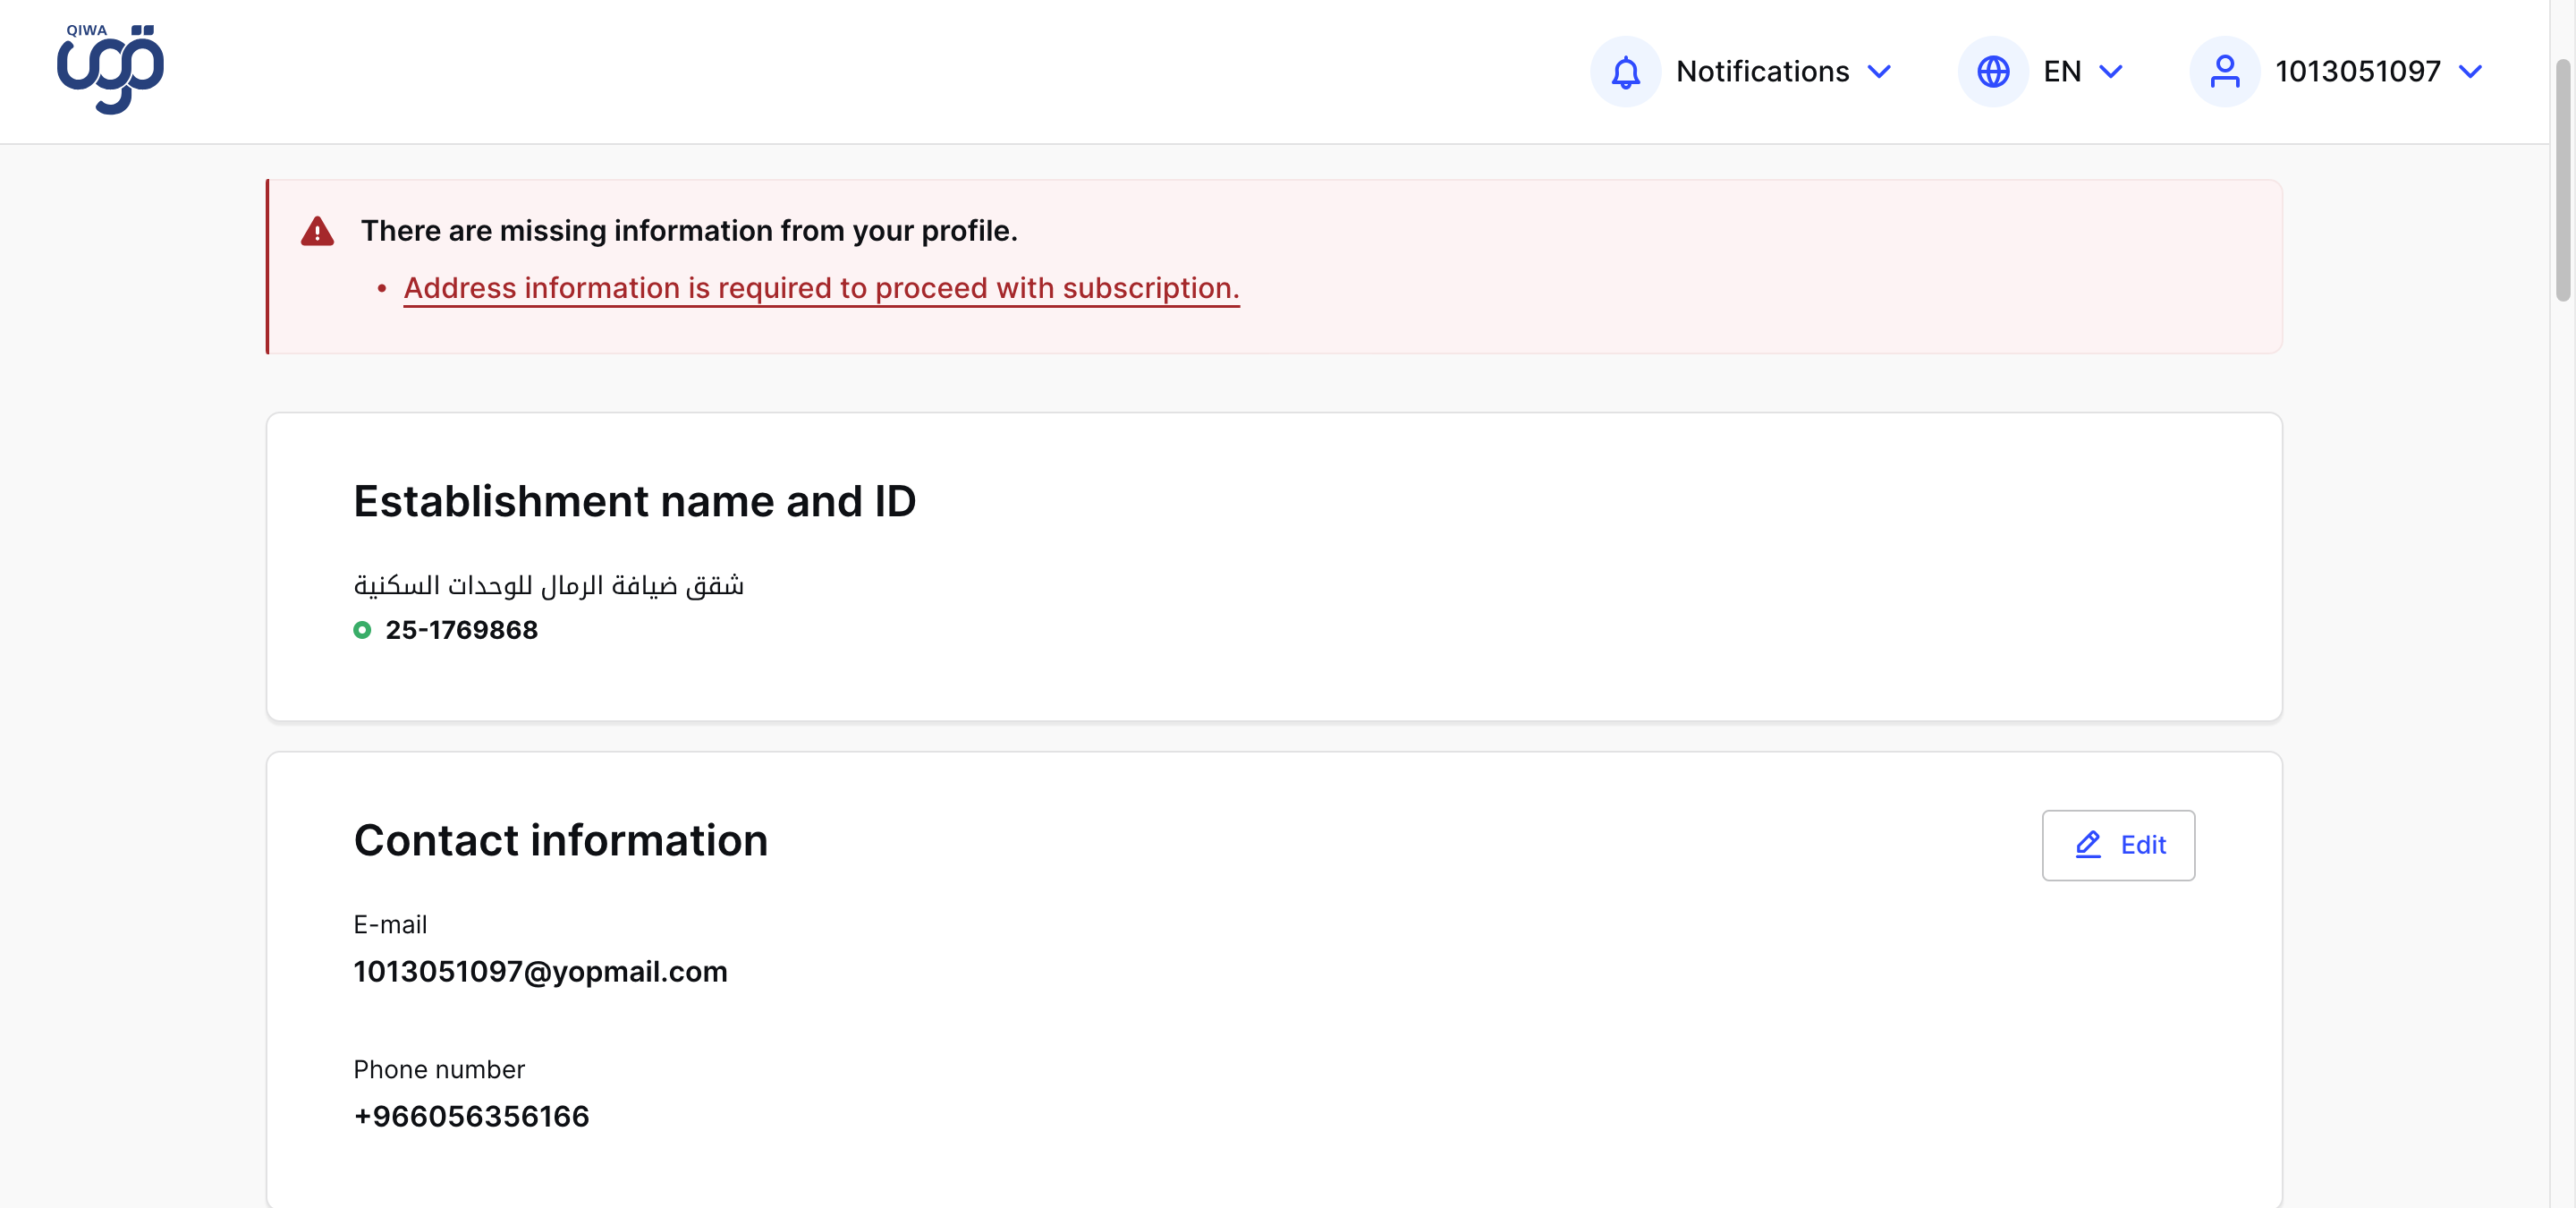 QIWA
قوى
Notifications
EN
1013051097
There are missing information from your profile.
• Address information is required to proceed with subscription.
Establishment name and ID
شقق ضيافة الرمال للوحدات السكنية
25-1769868
Contact information
Edit
E-mail
1013051097@yopmail.com
Phone number
+966056356166